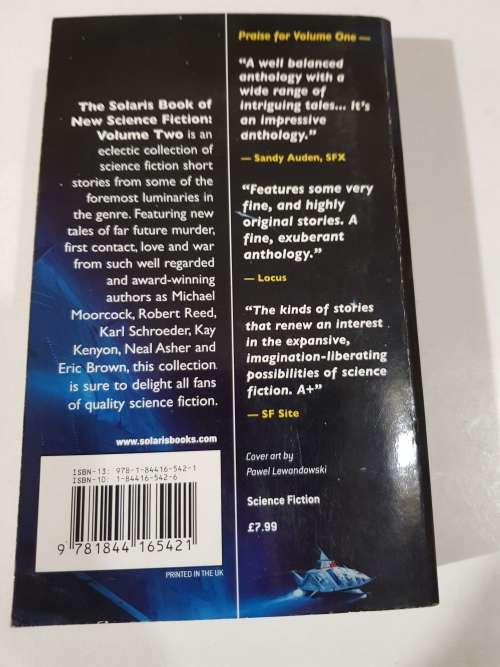 The Solaris Book of
New Science Fiction:
Volume Two is an
eclectic collection of
science fiction short
stories from some of the
foremost luminaries in
the genre. Featuring new
tales of far future murder,
first contact, love and war
from such well regarded
and award-winning
authors as Michael
Moorcock, Robert Reed,
Karl Schroeder, Kay
Kenyon, Neal Asher and
Eric Brown, this collection
is sure to delight all fans
of quality science fiction.
www.solarisbooks.com
ISBN-13: 978-1-84416-542-1
ISBN-10: 1-84416-542-6
9 781844 165421
PRINTED IN THE UK
Praise for Volume One —
"A well balanced
anthology with a
wide range of
intriguing tales... It's
an impressive
anthology."
— Sandy Auden, SFX
"Features some very
fine, and highly
original stories. A
fine, exuberant
anthology."
— Locus
"The kinds of stories
that renew an interest
in the expansive,
imagination-liberating
possibilities of science
fiction. A+"
— SF Site
Cover art by
Pawel Lewandowski
Science Fiction
£7.99